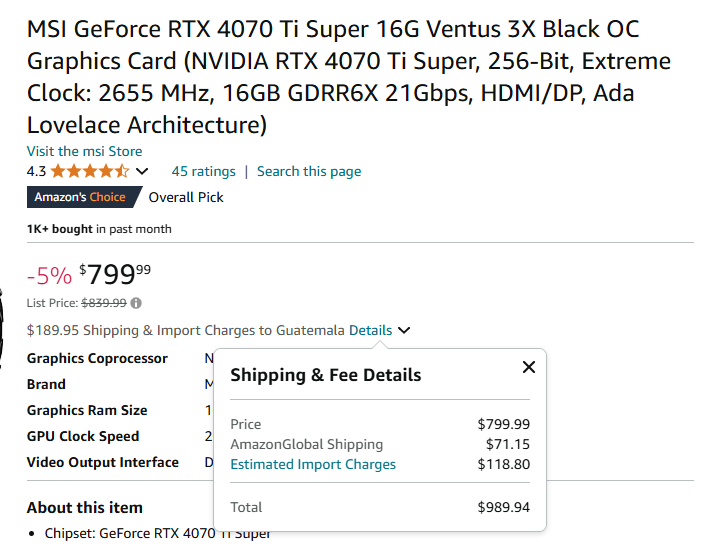 MSI GeForce RTX 4070 Ti Super 16G Ventus 3X Black OC
Graphics Card (NVIDIA RTX 4070 Ti Super, 256-Bit, Extreme
Clock: 2655 MHz, 16GB GDRR6X 21Gbps, HDMI/DP, Ada
Lovelace Architecture)
Visit the msi Store
4.3 45 ratings | Search this page
Amazon's Choice Overall Pick
1K+ bought in past month
-5% $799.99
List Price: $839.99
$189.95 Shipping & Import Charges to Guatemala Details
Graphics Coprocessor N
Brand M
Graphics Ram Size 1
GPU Clock Speed 2
Video Output Interface D
Shipping & Fee Details
Price $799.99
AmazonGlobal Shipping $71.15
Estimated Import Charges $118.80
Total $989.94
About this item
Chipset: GeForce RTX 4070 Ti Super